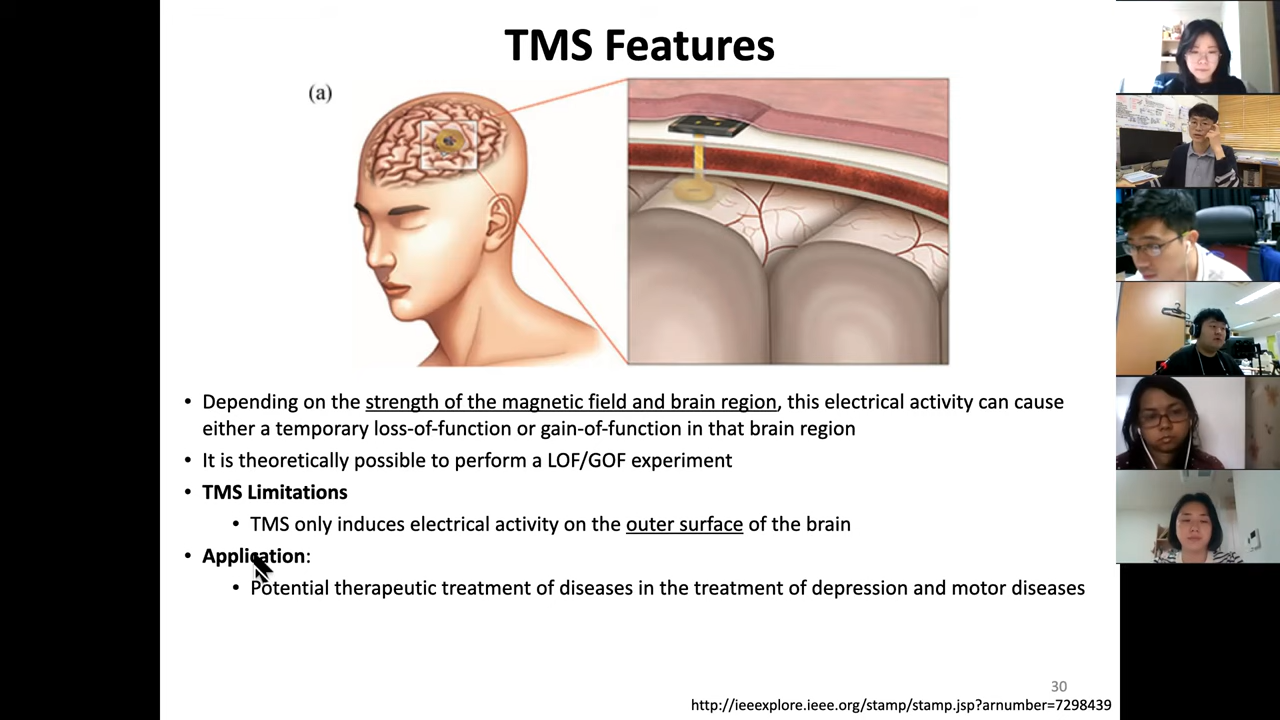 TMS Features
(a)
• Depending on the strength of the magnetic field and brain region, this electrical activity can cause
either a temporary loss-of-function or gain-of-function in that brain region
• It is theoretically possible to perform a LOF/GOF experiment
• TMS Limitations
• TMS only induces electrical activity on the outer surface of the brain
• Application:
• Potential therapeutic treatment of diseases in the treatment of depression and motor diseases
30
http://ieeexplore.ieee.org/stamp/stamp.jsp?arnumber=7298439